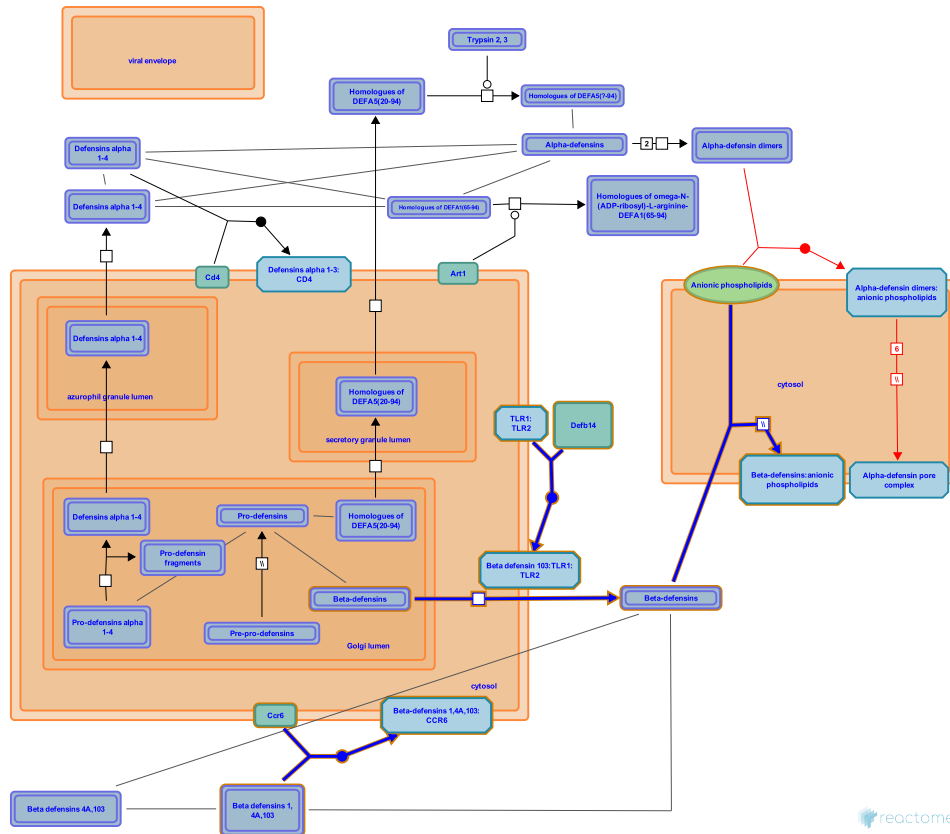 Trypsin 2, 3
viral envelope
Homologues of
DEFA5(20-94)
Homologues of DEFA5(?-94)
Defensins alpha
1-4
Alpha-defensins
2
Alpha-defensin dimers
Defensins alpha 1-4
Homologues of DEFA1(65-94)
Homologues of omega-N-
(ADP-ribosyl)-L-arginine-
DEFA1(65-94)
Cd4
Defensins alpha 1-3:
CD4
Art1
Anionic phospholipids
Alpha-defensin dimers:
anionic phospholipids
Defensins alpha 1-4
6
\\
cytosol
azurophil granule lumen
Homologues of
DEFA5(20-94)
secretory granule lumen
TLR1:
TLR2
Defb14
\\
Beta-defensins:anionic
phospholipids
Alpha-defensin pore
complex
Defensins alpha 1-4
Pro-defensins
Homologues of
DEFA5(20-94)
Pro-defensin
fragments
\\
Beta defensin 103:TLR1:
TLR2
Beta-defensins
Beta-defensins
Pro-defensins alpha
1-4
Pre-pro-defensins
Golgi lumen
cytosol
Ccr6
Beta-defensins 1,4A,103:
CCR6
Beta defensins 4A,103
Beta defensins 1,
4A,103
reactome